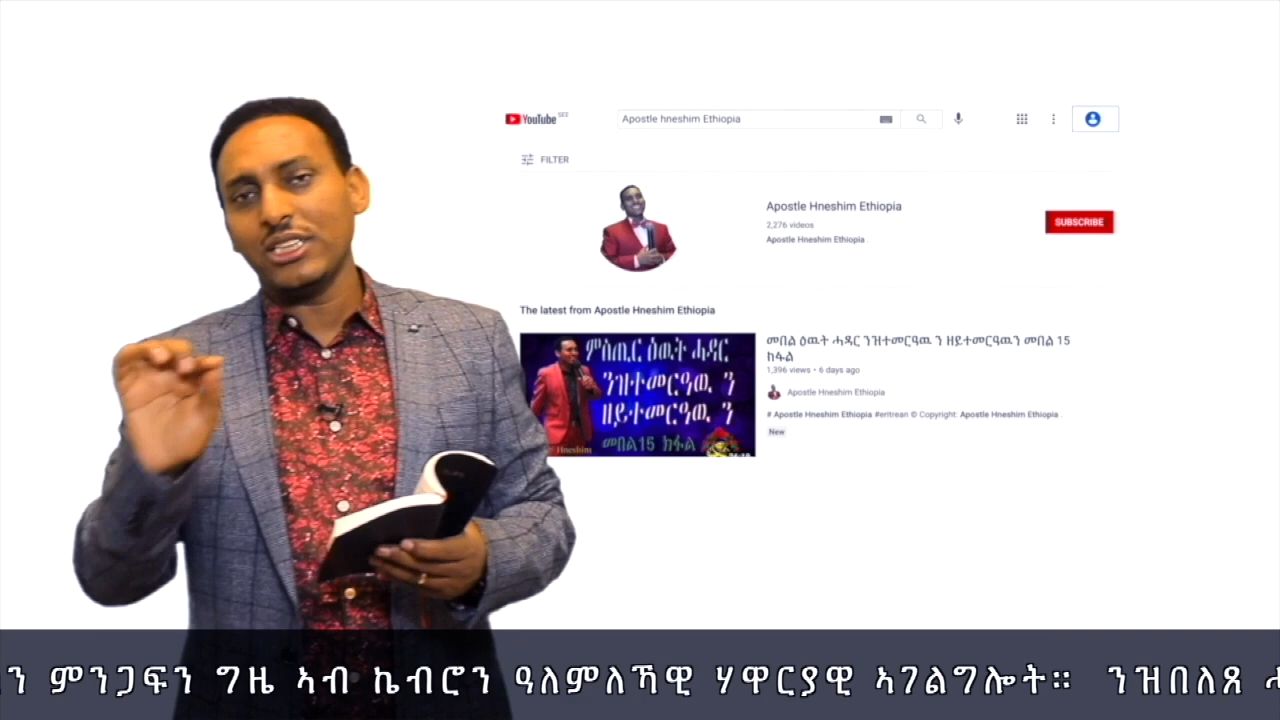 YouTube SEE
Apostle hneshim Ethiopia
FILTER
Apostle Hneshim Ethiopia
2,276 videos
Apostle Hneshim Ethiopia .
SUBSCRIBE
The latest from Apostle Hneshim Ethiopia
ምስጢር ዕዉት ሓዳር
ንዝተመርዓዉ ን
ዘይተመርዓዉ ን
መበል15 ክፋል
Hneshim
መበል ዕዉት ሓዳር ንዝተመርዓዉ ን ዘይተመርዓዉን መበል 15
ክፋል
1,396 views • 6 days ago
Apostle Hneshim Ethiopia
# Apostle Hneshim Ethiopia #eritrean © Copyright: Apostle Hneshim Ethiopia .
New
ን ምንጋፍን ግዜ ኣብ ኬብሮን ዓለምለኻዊ ሃዋርያዊ ኣገልግሎት። ንዝበለጸ